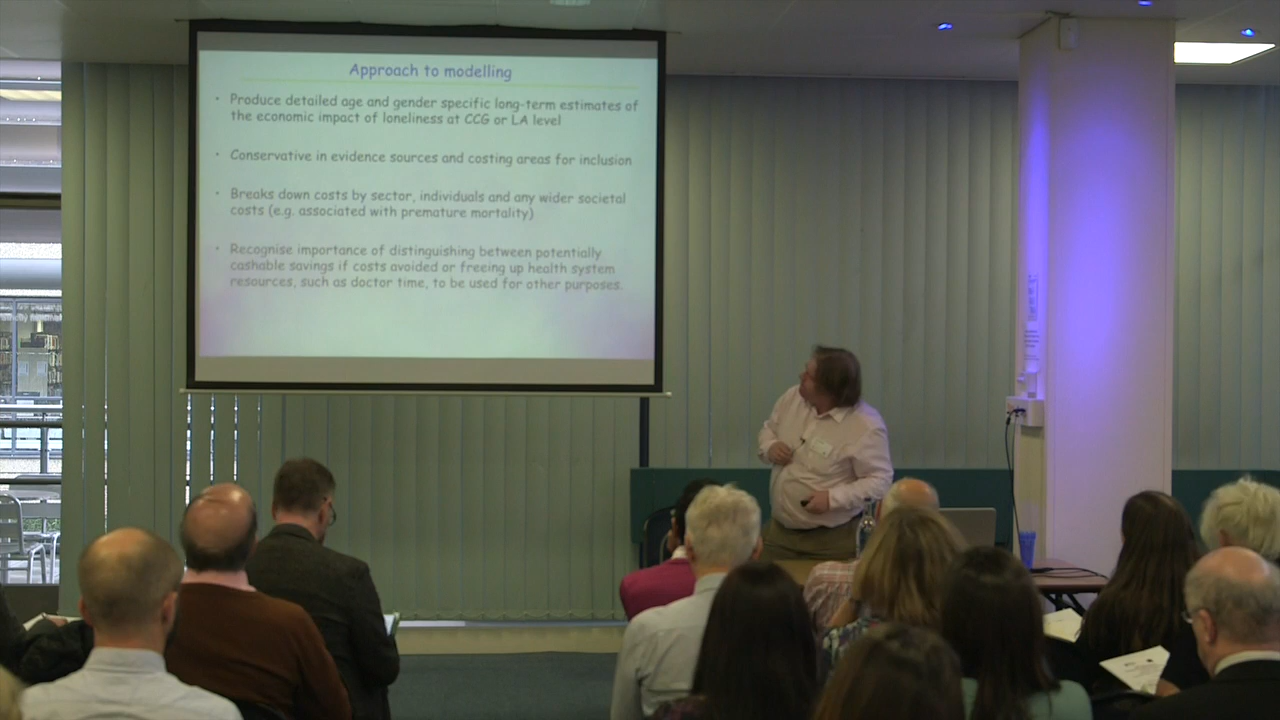 Approach to modelling
• Produce detailed age and gender specific long-term estimates of
the economic impact of loneliness at CCG or LA level
• Conservative in evidence sources and costing areas for inclusion
• Breaks down costs by sector, individuals and any wider societal
costs (e.g. associated with premature mortality)
• Recognise importance of distinguishing between potentially
cashable savings if costs avoided or freeing up health system
resources, such as doctor time, to be used for other purposes.